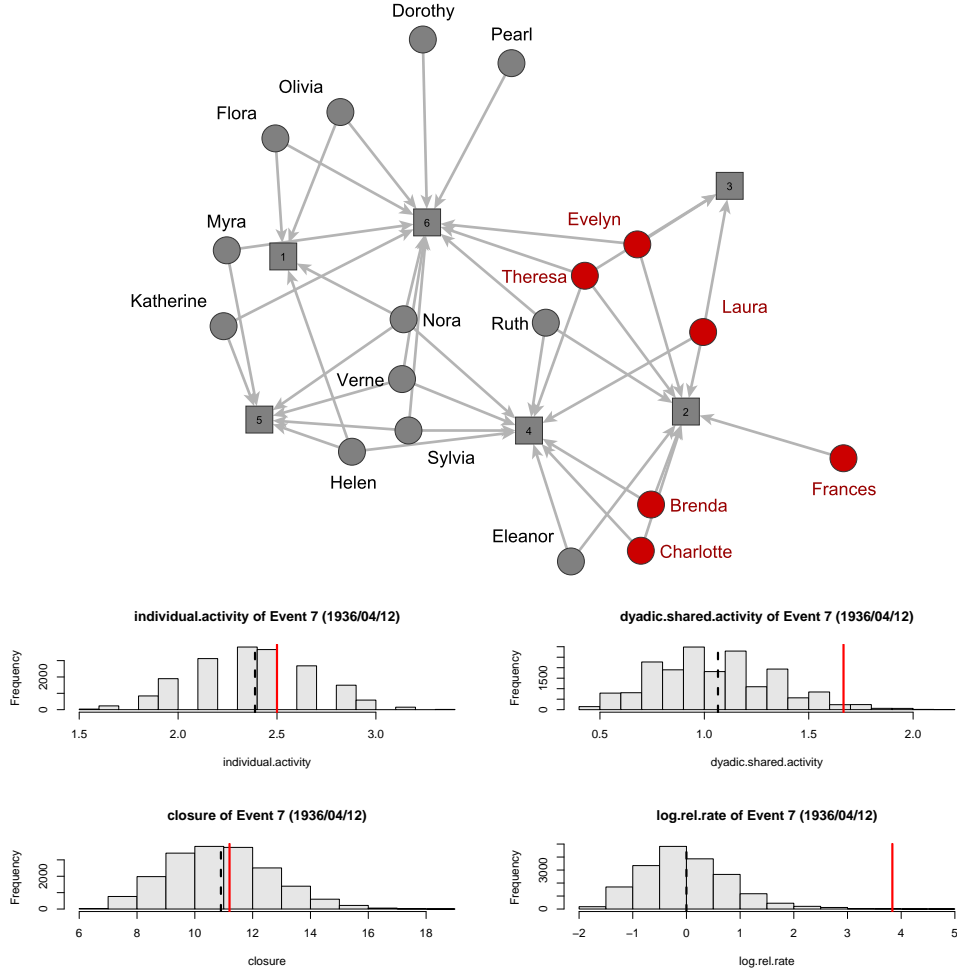 Dorothy
Pearl
Olivia
Flora
3
Myra
Evelyn
6
1
Theresa
Katherine
Laura
Nora
Ruth
Verne
2
5
4
Sylvia
Helen
Frances
Brenda
Eleanor
Charlotte
individual.activity of Event 7 (1936/04/12)
Frequency
0 2000
1.5 2.0 2.5 3.0
individual.activity
dyadic.shared.activity of Event 7 (1936/04/12)
Frequency
0 1500
0.5 1.0 1.5 2.0
dyadic.shared.activity
closure of Event 7 (1936/04/12)
Frequency
0 2000
6 8 10 12 14 16 18
closure
log.rel.rate of Event 7 (1936/04/12)
Frequency
0 3000
−2 −1 0 1 2 3 4 5
log.rel.rate